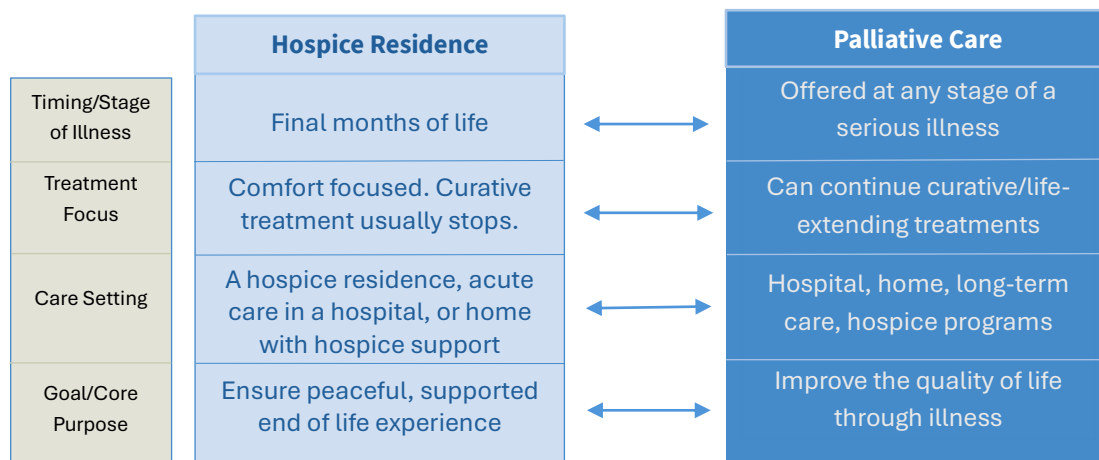 Hospice Residence
Palliative Care
Timing/Stage
of Illness
Final months of life
Offered at any stage of a
serious illness
Treatment
Focus
Comfort focused. Curative
treatment usually stops.
Can continue curative/life-
extending treatments
Care Setting
A hospice residence, acute
care in a hospital, or home
with hospice support
Hospital, home, long-term
care, hospice programs
Goal/Core
Purpose
Ensure peaceful, supported
end of life experience
Improve the quality of life
through illness